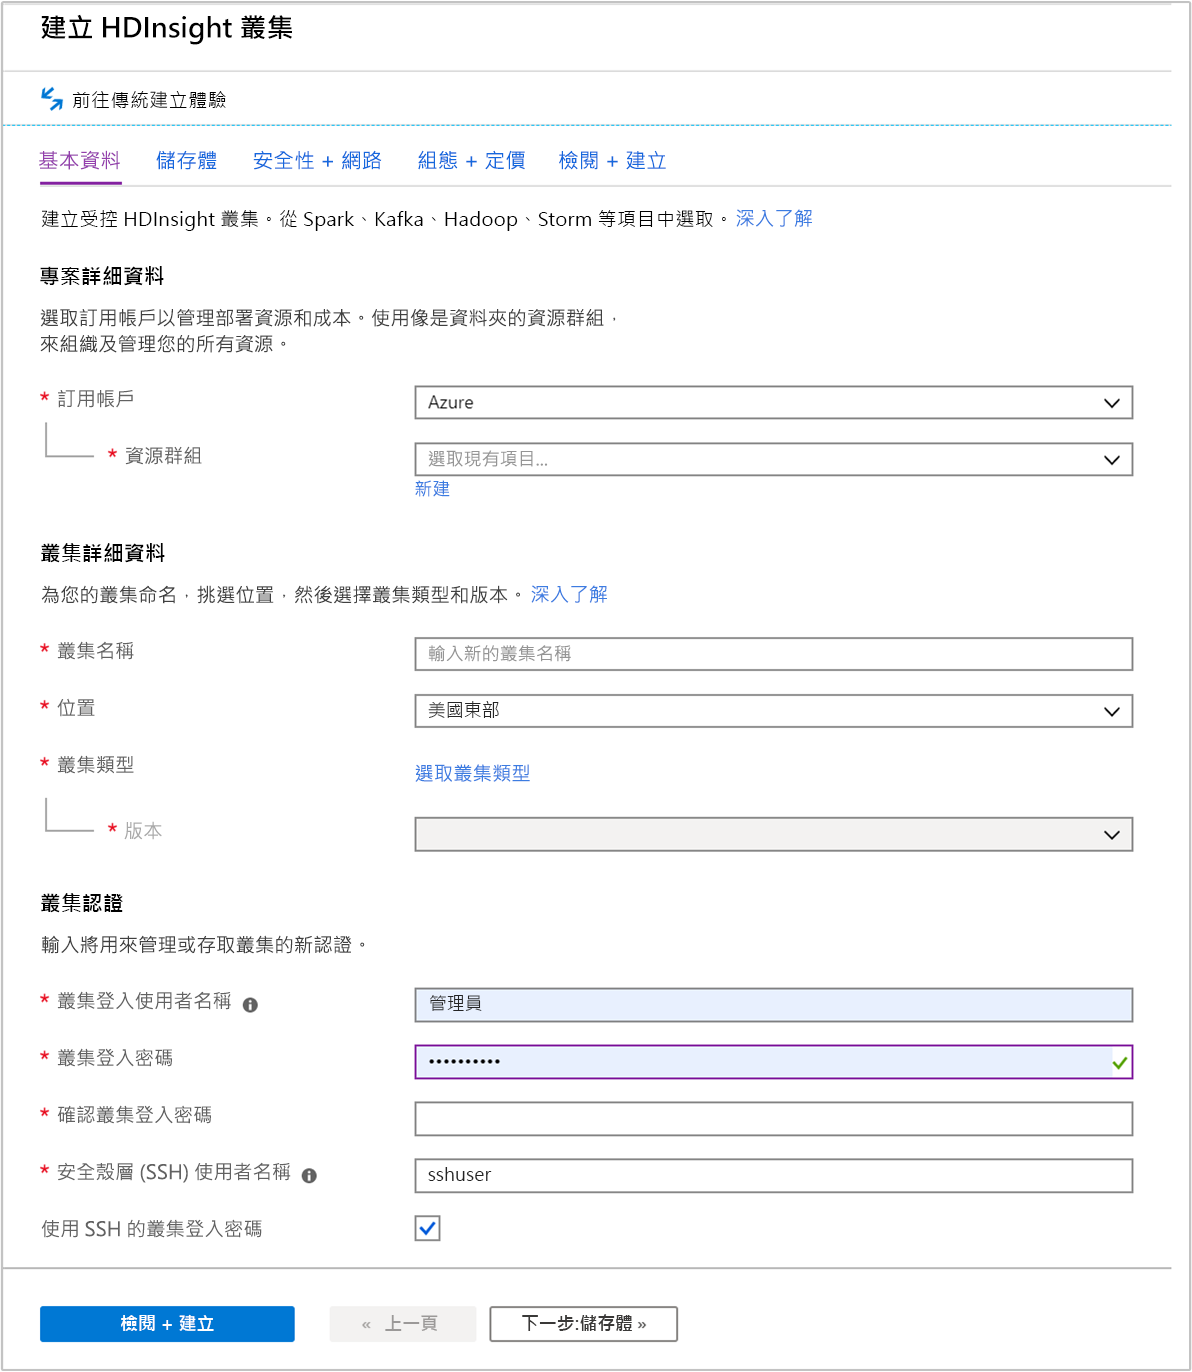 建立 HDInsight 叢集
前往傳統建立體驗
基本資料 儲存體 安全性 + 網路 組態 + 定價 檢閱 + 建立
建立受控 HDInsight 叢集。從 Spark、Kafka、Hadoop、Storm 等項目中選取。深入了解
專案詳細資料
選取訂用帳戶以管理部署資源和成本。使用像是資料夾的資源群組，
來組織及管理您的所有資源。
* 訂用帳戶 Azure
* 資源群組 選取現有項目...
新建
叢集詳細資料
為您的叢集命名，挑選位置，然後選擇叢集類型和版本。深入了解
* 叢集名稱 輸入新的叢集名稱
* 位置 美國東部
* 叢集類型 選取叢集類型
* 版本
叢集認證
輸入將用來管理或存取叢集的新認證。
* 叢集登入使用者名稱 管理員
* 叢集登入密碼 ••••••••••
* 確認叢集登入密碼
* 安全殼層 (SSH) 使用者名稱 sshuser
使用 SSH 的叢集登入密碼
檢閱 + 建立 « 上一頁 下一步:儲存體 »